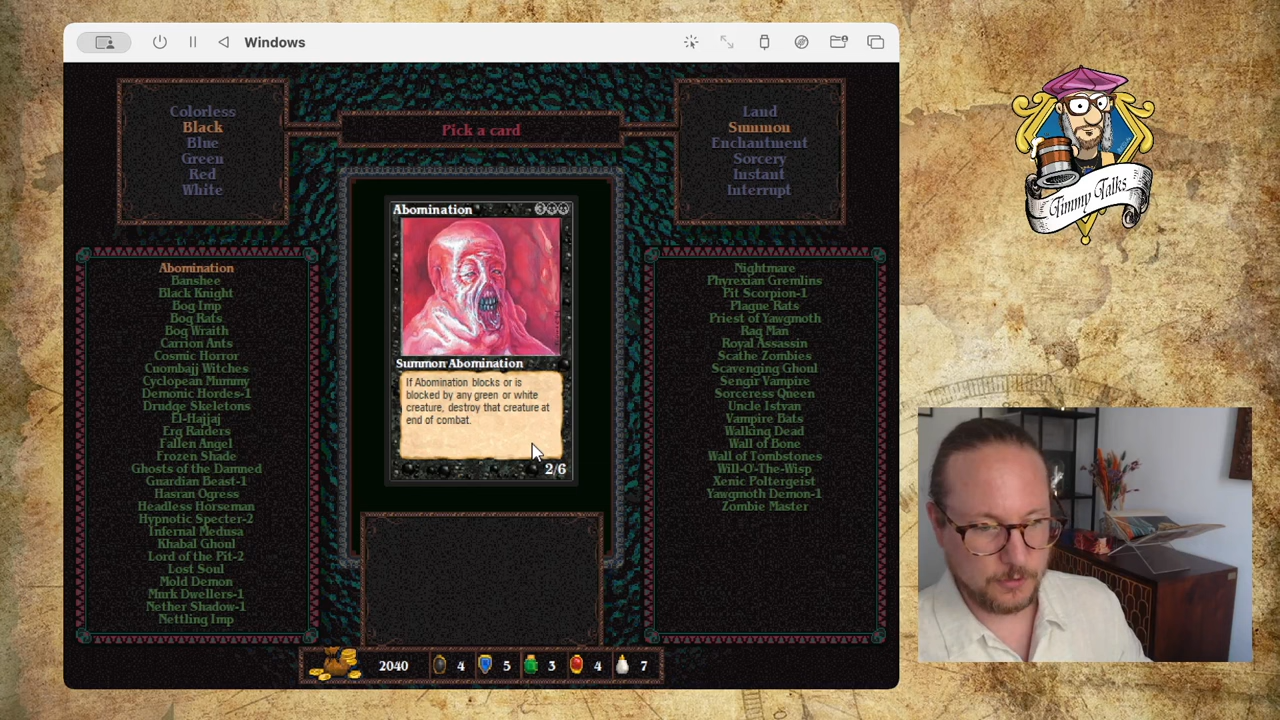 Windows
Colorless
Black
Blue
Green
Red
White
Pick a card
Land
Summon
Enchantment
Sorcery
Instant
Interrupt
Abomination
Banshee
Black Knight
Bog Imp
Bog Rats
Bog Wraith
Carrion Ants
Cosmic Horror
Cuombajj Witches
Cyclopean Mummy
Demonic Hordes-1
Drudge Skeletons
El-Hajjaj
Erg Raiders
Fallen Angel
Frozen Shade
Ghosts of the Damned
Guardian Beast-1
Hasran Ogress
Headless Horseman
Hypnotic Specter-2
Infernal Medusa
Khabal Ghoul
Lord of the Pit-2
Lost Soul
Mold Demon
Murk Dwellers-1
Nether Shadow-1
Nettling Imp
Abomination 3
Summon Abomination
If Abomination blocks or is
blocked by any green or white
creature, destroy that creature at
end of combat.
2/6
Nightmare
Phyrexian Gremlins
Pit Scorpion-1
Plague Rats
Priest of Yawgmoth
Rag Man
Royal Assassin
Scathe Zombies
Scavenging Ghoul
Sengir Vampire
Sorceress Queen
Uncle Istvan
Vampire Bats
Walking Dead
Wall of Bone
Wall of Tombstones
Will-O'-The-Wisp
Xenic Poltergeist
Yawgmoth Demon-1
Zombie Master
2040 4 5 3 4 7
Timmy Talks